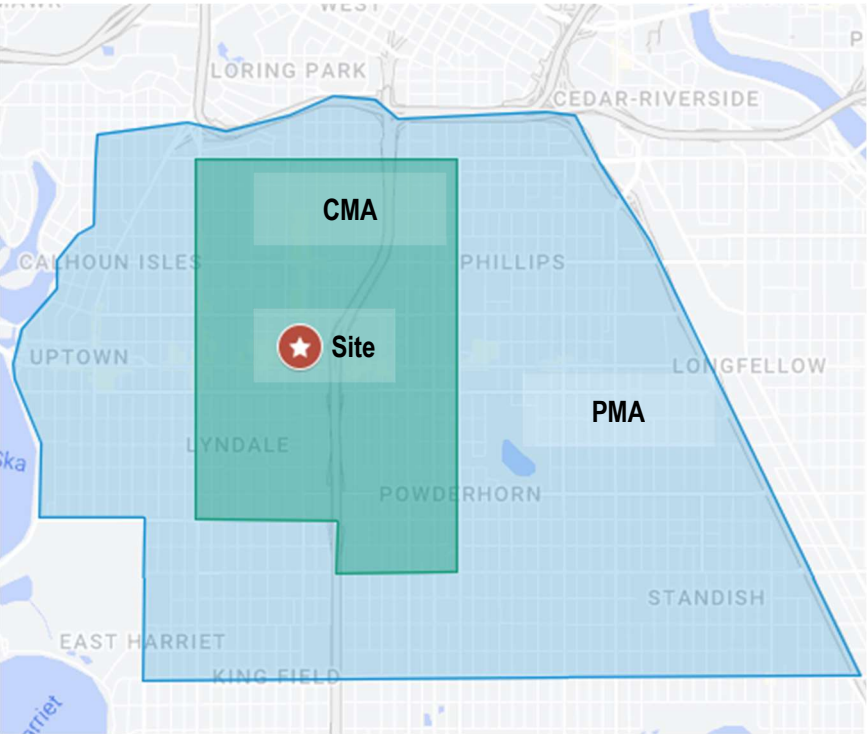 WEST
LORING PARK
CEDAR-RIVERSIDE
P
CMA
CALHOUN ISLES
PHILLIPS
Site
UPTOWN
LONGFELLOW
PMA
LYNDALE
Ska
POWDERHORN
STANDISH
EAST HARRIET
KING FIELD
arriet